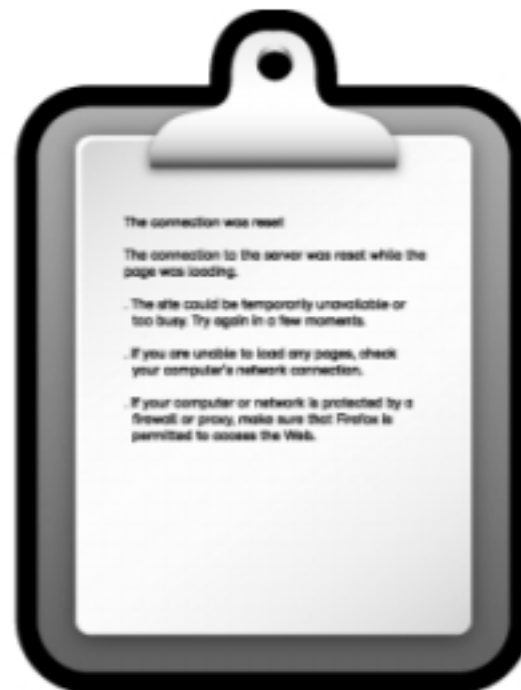 The connection was reset
The connection to the server was reset while the
page was loading.
. The site could be temporarily unavailable or
too busy. Try again in a few moments.
. If you are unable to load any pages, check
your computer's network connection.
. If your computer or network is protected by a
firewall or proxy, make sure that Firefox is
permitted to access the Web.